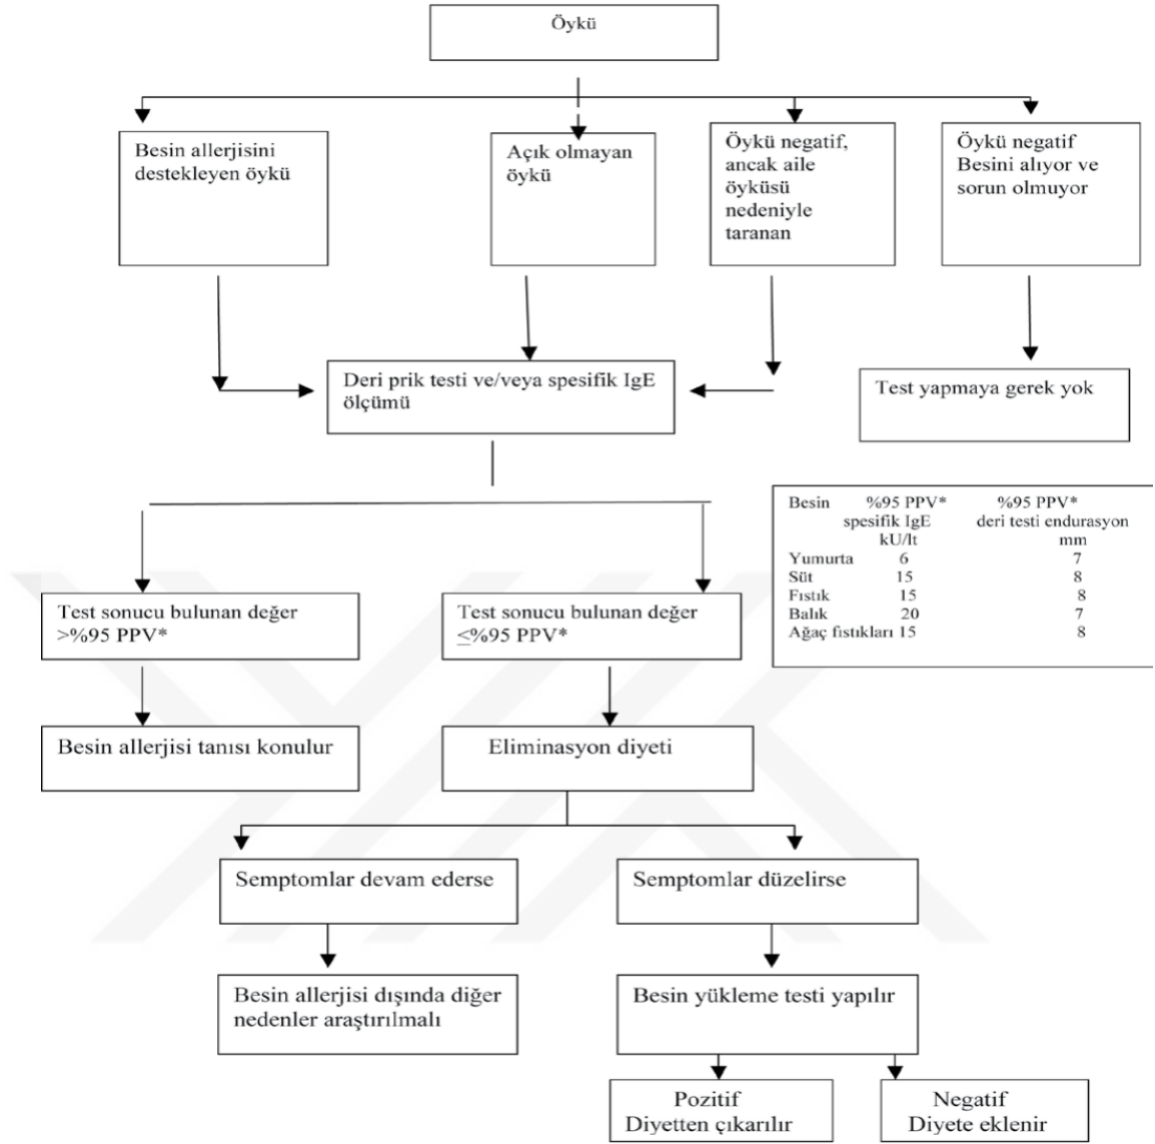 Öykü
Besin allerjisini
destekleyen öykü
Açık olmayan
öykü
Öykü negatif,
ancak aile
öyküsü
nedeniyle
taranan
Öykü negatif
Besini alıyor ve
sorun olmuyor
Deri prik testi ve/veya spesifik IgE
ölçümü
Test yapmaya gerek yok
Besin %95 PPV* %95 PPV*
spesifik IgE deri testi endurasyon
kU/lt mm
Yumurta 6 7
Süt 15 8
Fıstık 15 8
Balık 20 7
Ağaç fıstıkları 15 8
Test sonucu bulunan değer
>%95 PPV*
Test sonucu bulunan değer
≤%95 PPV*
Besin allerjisi tanısı konulur
Eliminasyon diyeti
Semptomlar devam ederse
Semptomlar düzelirse
Besin allerjisi dışında diğer
nedenler araştırılmalı
Besin yükleme testi yapılır
Pozitif
Diyetten çıkarılır
Negatif
Diyete eklenir